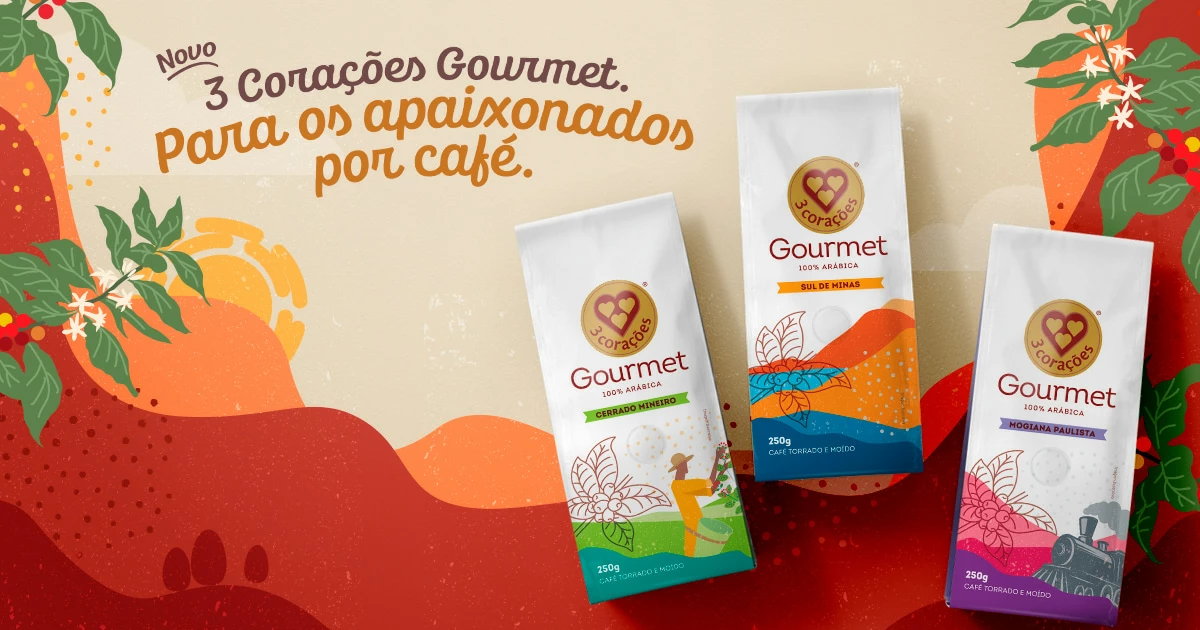 Novo
3 Corações Gourmet.
Para os apaixonados
por café.
3 corações
®
Gourmet
100% ARÁBICA
CERRADO MINEIRO
250g
CAFÉ TORRADO E MOÍDO
3 corações
®
Gourmet
100% ARÁBICA
SUL DE MINAS
250g
CAFÉ TORRADO E MOÍDO
3 corações
®
Gourmet
100% ARÁBICA
MOGIANA PAULISTA
250g
CAFÉ TORRADO E MOÍDO